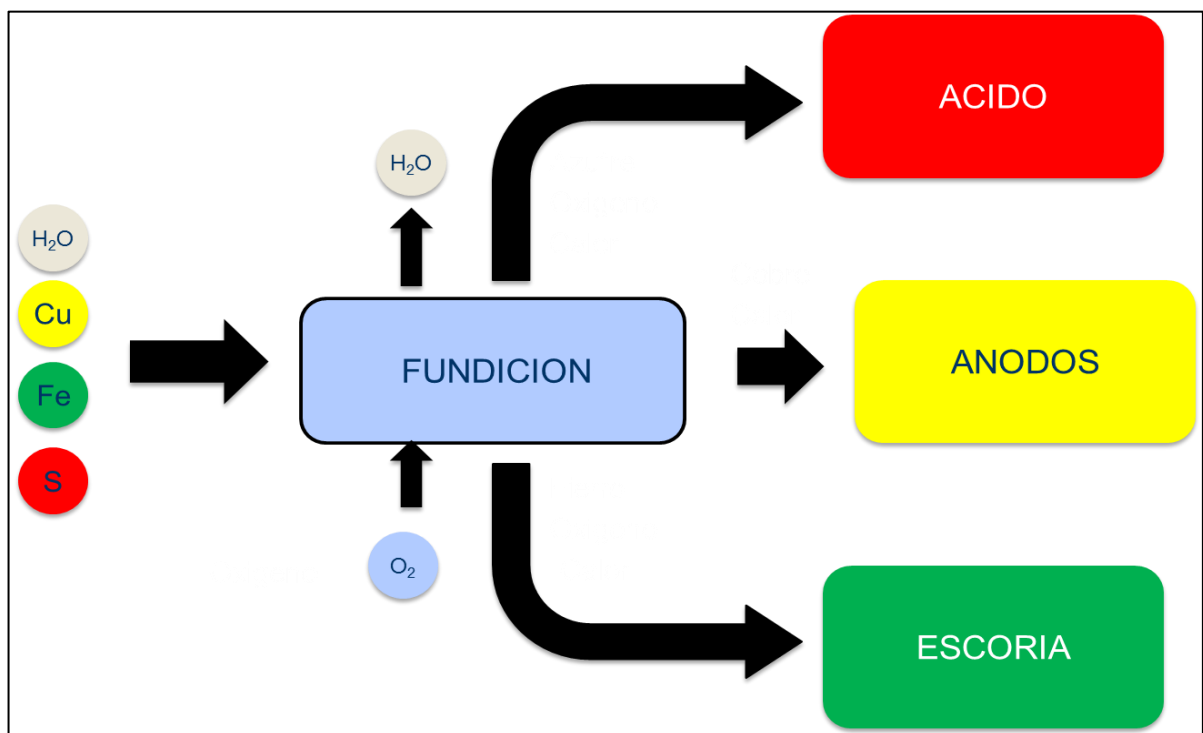 ACIDO
H₂O
H₂O
Cu
FUNDICION
ANODOS
Fe
S
O₂
ESCORIA